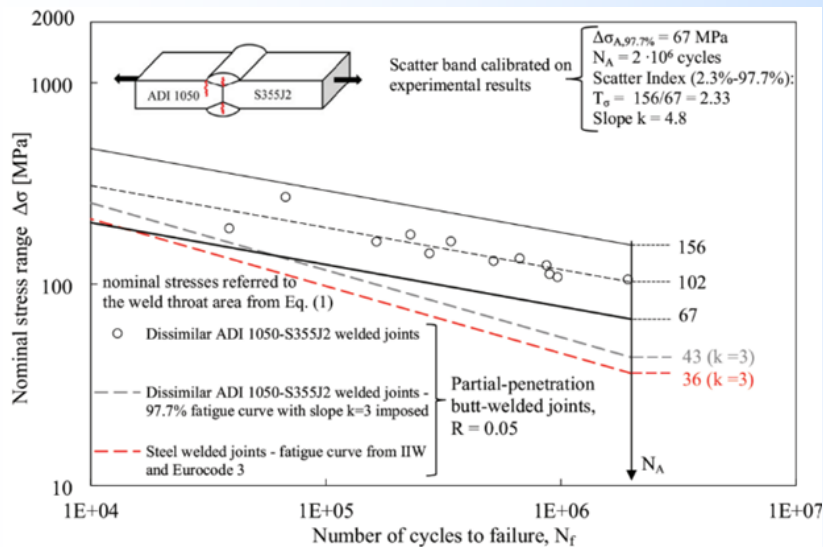 2000
1000
100
10
Nominal stress range Δσ [MPa]
ADI 1050
S355J2
Scatter band calibrated on
experimental results
Δσ_A,97.7% = 67 MPa
N_A = 2 ·10⁶ cycles
Scatter Index (2.3%-97.7%):
T_σ = 156/67 = 2.33
Slope k = 4.8
156
102
67
43 (k =3)
36 (k =3)
nominal stresses referred to
the weld throat area from Eq. (1)
Dissimilar ADI 1050-S355J2 welded joints
Dissimilar ADI 1050-S355J2 welded joints -
97.7% fatigue curve with slope k=3 imposed
Steel welded joints - fatigue curve from IIW
and Eurocode 3
Partial-penetration
butt-welded joints,
R = 0.05
N_A
1E+04
1E+05
1E+06
1E+07
Number of cycles to failure, N_f